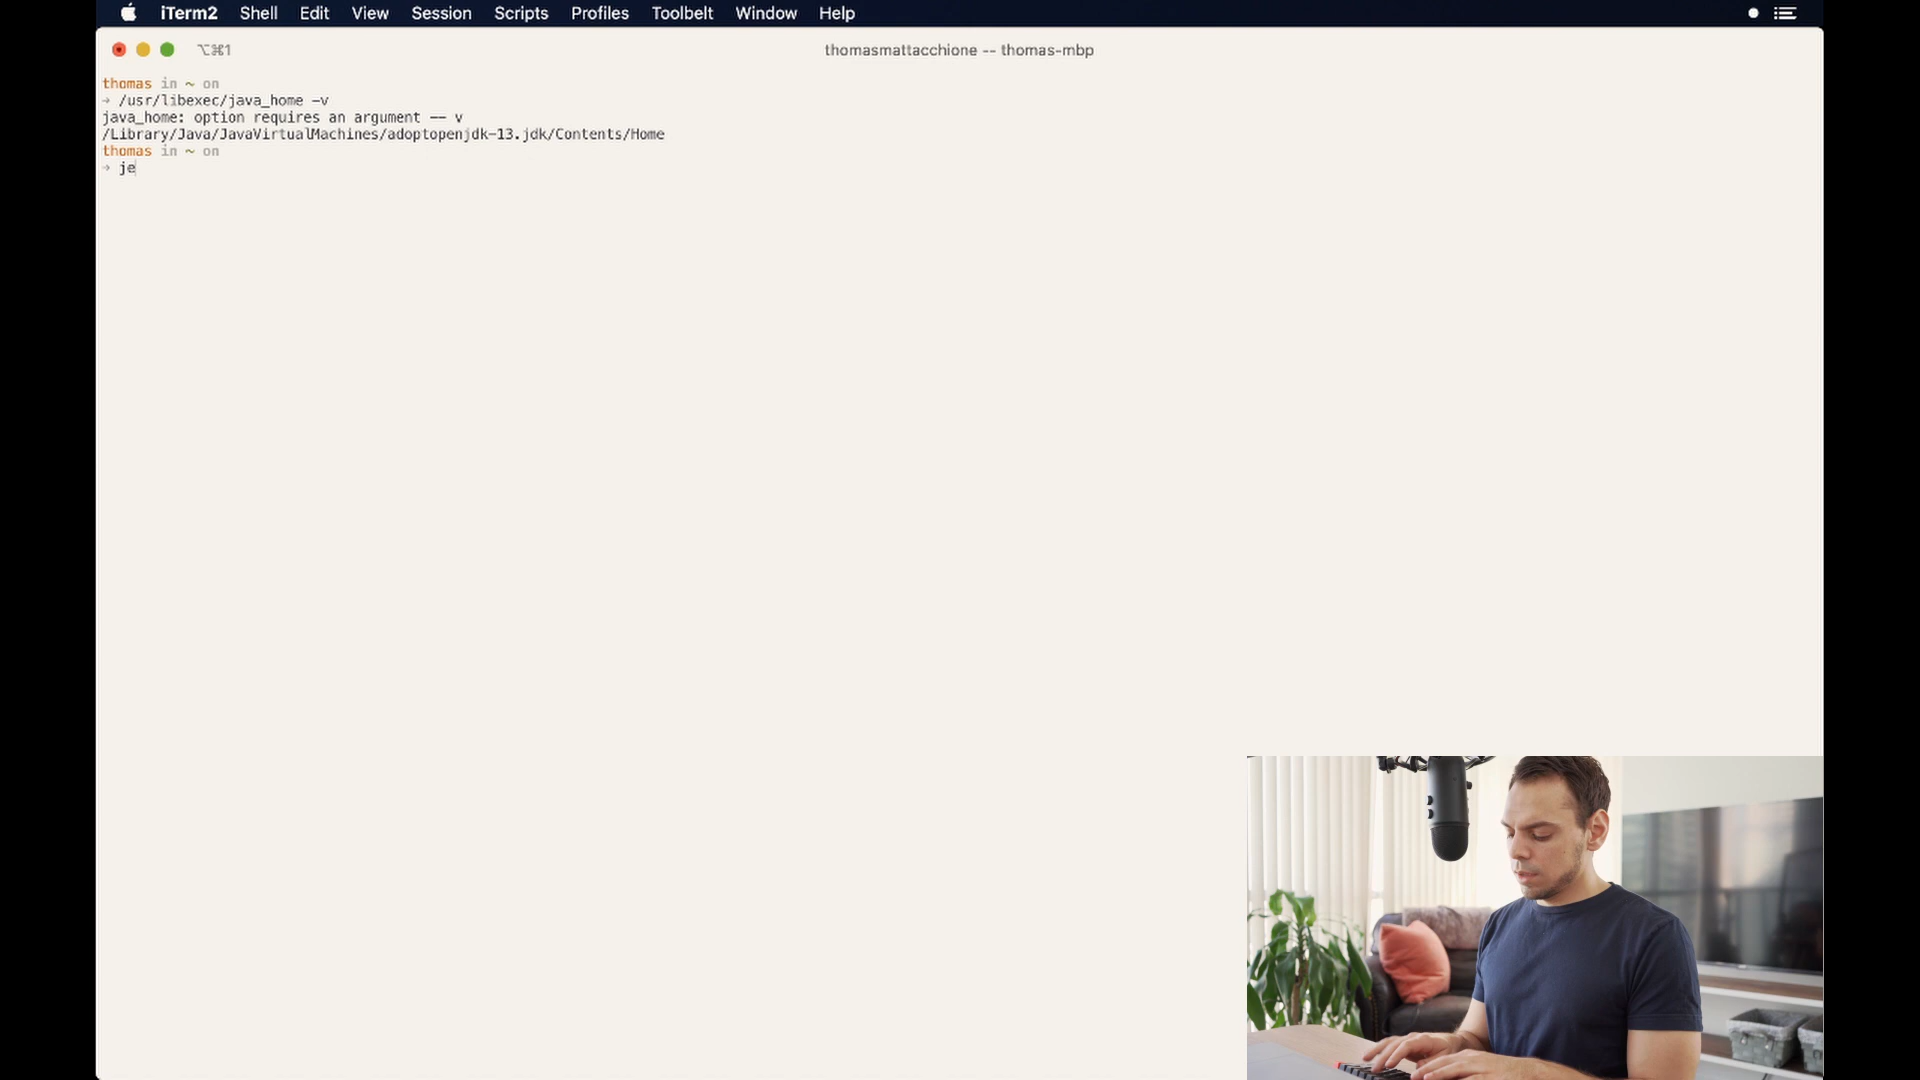 iTerm2 Shell Edit View Session Scripts Profiles Toolbelt Window Help
⌥⌘1 thomasmattacchione -- thomas-mbp
thomas in ~ on
→ /usr/libexec/java_home -v
java_home: option requires an argument -- v
/Library/Java/JavaVirtualMachines/adoptopenjdk-13.jdk/Contents/Home
thomas in ~ on
→ je